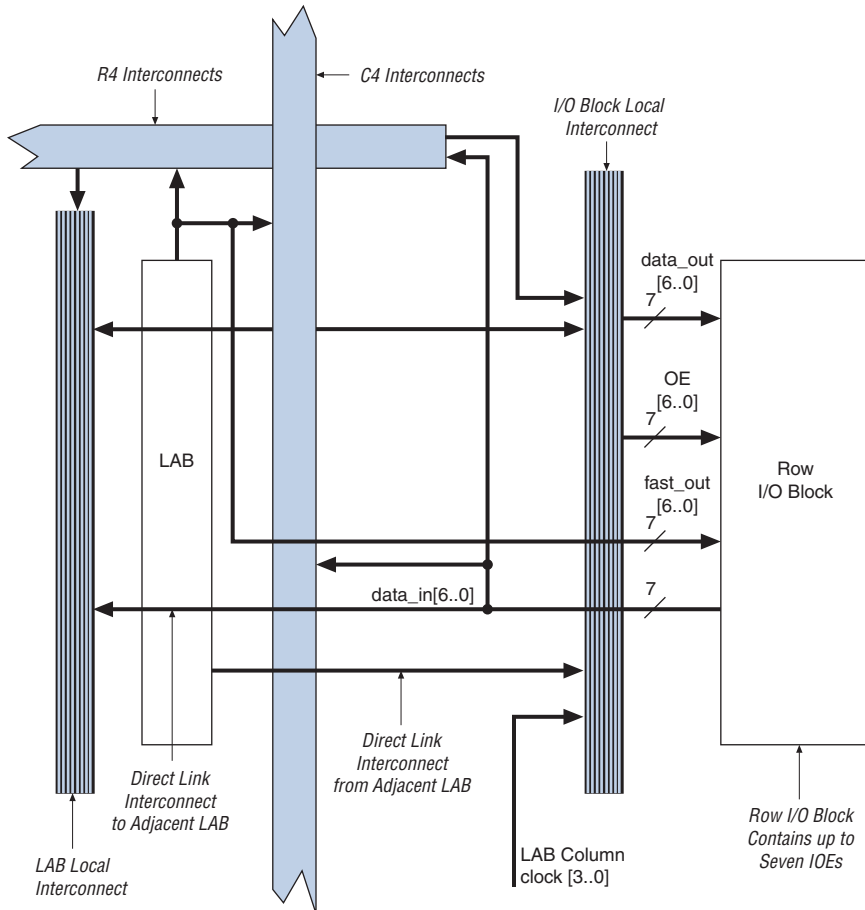 R4 Interconnects
C4 Interconnects
I/O Block Local
Interconnect
data_out
[6..0]
7
OE
[6..0]
7
LAB
fast_out
[6..0]
7
Row
I/O Block
data_in[6..0]
7
Direct Link
Interconnect
to Adjacent LAB
Direct Link
Interconnect
from Adjacent LAB
LAB Local
Interconnect
LAB Column
clock [3..0]
Row I/O Block
Contains up to
Seven IOEs